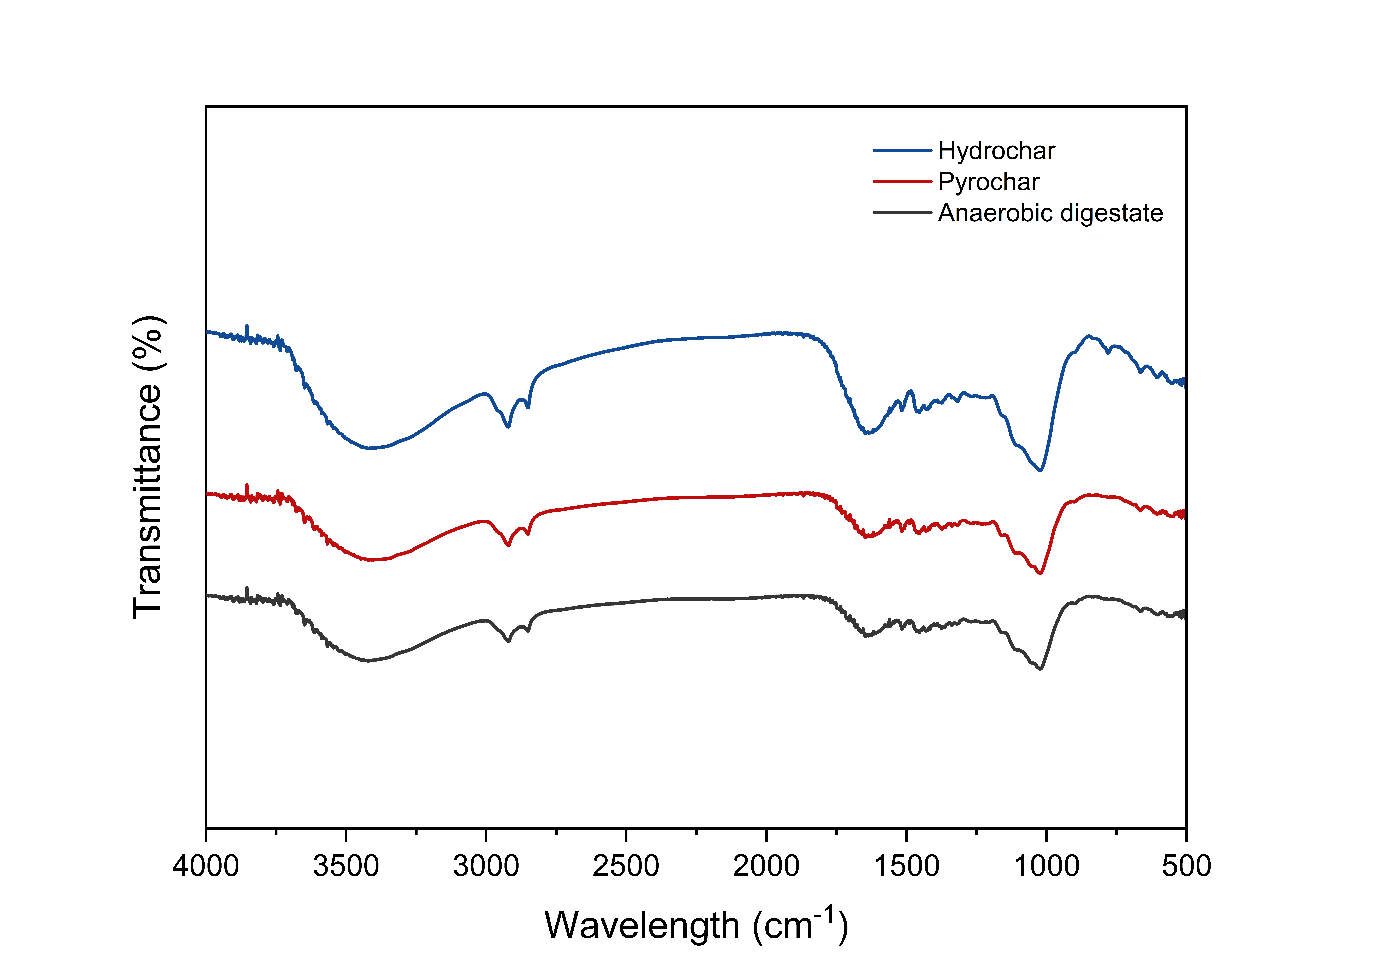 Hydrochar
Pyrochar
Anaerobic digestate
Transmittance (%)
4000 3500 3000 2500 2000 1500 1000 500
Wavelength (cm⁻¹)